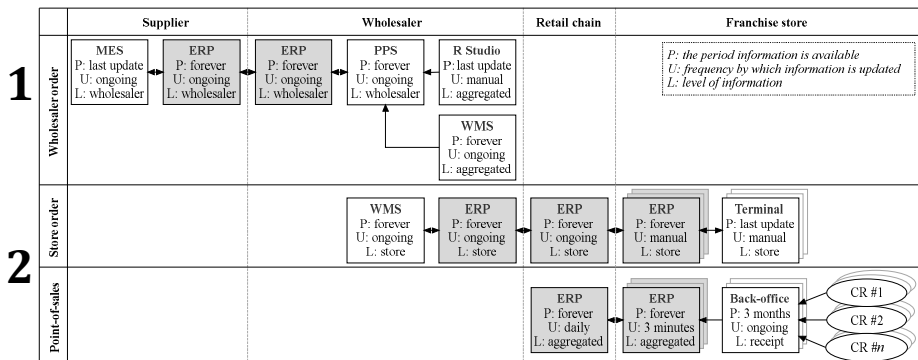 Supplier
Wholesaler
Retail chain
Franchise store
1
Wholesaler order
MES
P: last update
U: ongoing
L: wholesaler
ERP
P: forever
U: ongoing
L: wholesaler
ERP
P: forever
U: ongoing
L: wholesaler
PPS
P: forever
U: ongoing
L: wholesaler
R Studio
P: last update
U: manual
L: aggregated
WMS
P: forever
U: ongoing
L: aggregated
P: the period information is available
U: frequency by which information is updated
L: level of information
2
Store order
WMS
P: forever
U: ongoing
L: store
ERP
P: forever
U: ongoing
L: store
ERP
P: forever
U: ongoing
L: store
ERP
P: forever
U: manual
L: store
Terminal
P: last update
U: manual
L: store
Point-of-sales
ERP
P: forever
U: daily
L: aggregated
ERP
P: forever
U: 3 minutes
L: aggregated
Back-office
P: 3 months
U: ongoing
L: receipt
CR #1
CR #2
CR #n